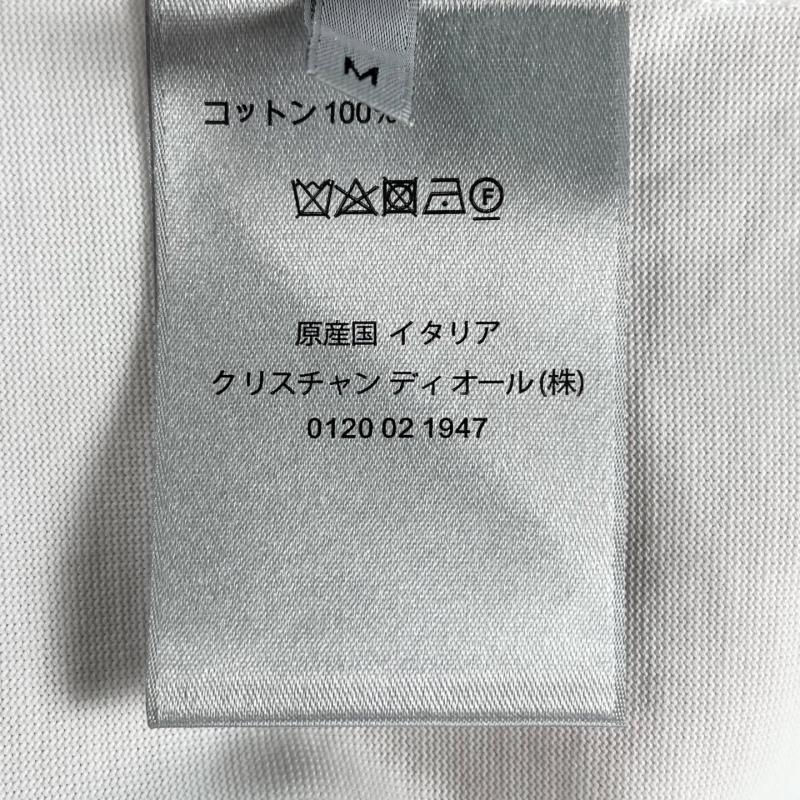 M
コットン 100%
F
原産国 イタリア
クリスチャン ディオール (株)
0120 02 1947